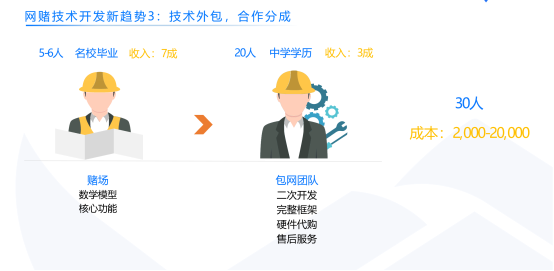 网赌技术开发新趋势3：技术外包，合作分成
5-6人 名校毕业 收入：7成
20人 中学学历 收入：3成
30人
成本：2,000-20,000
赌场
数学模型
核心功能
包网团队
二次开发
完整框架
硬件代购
售后服务